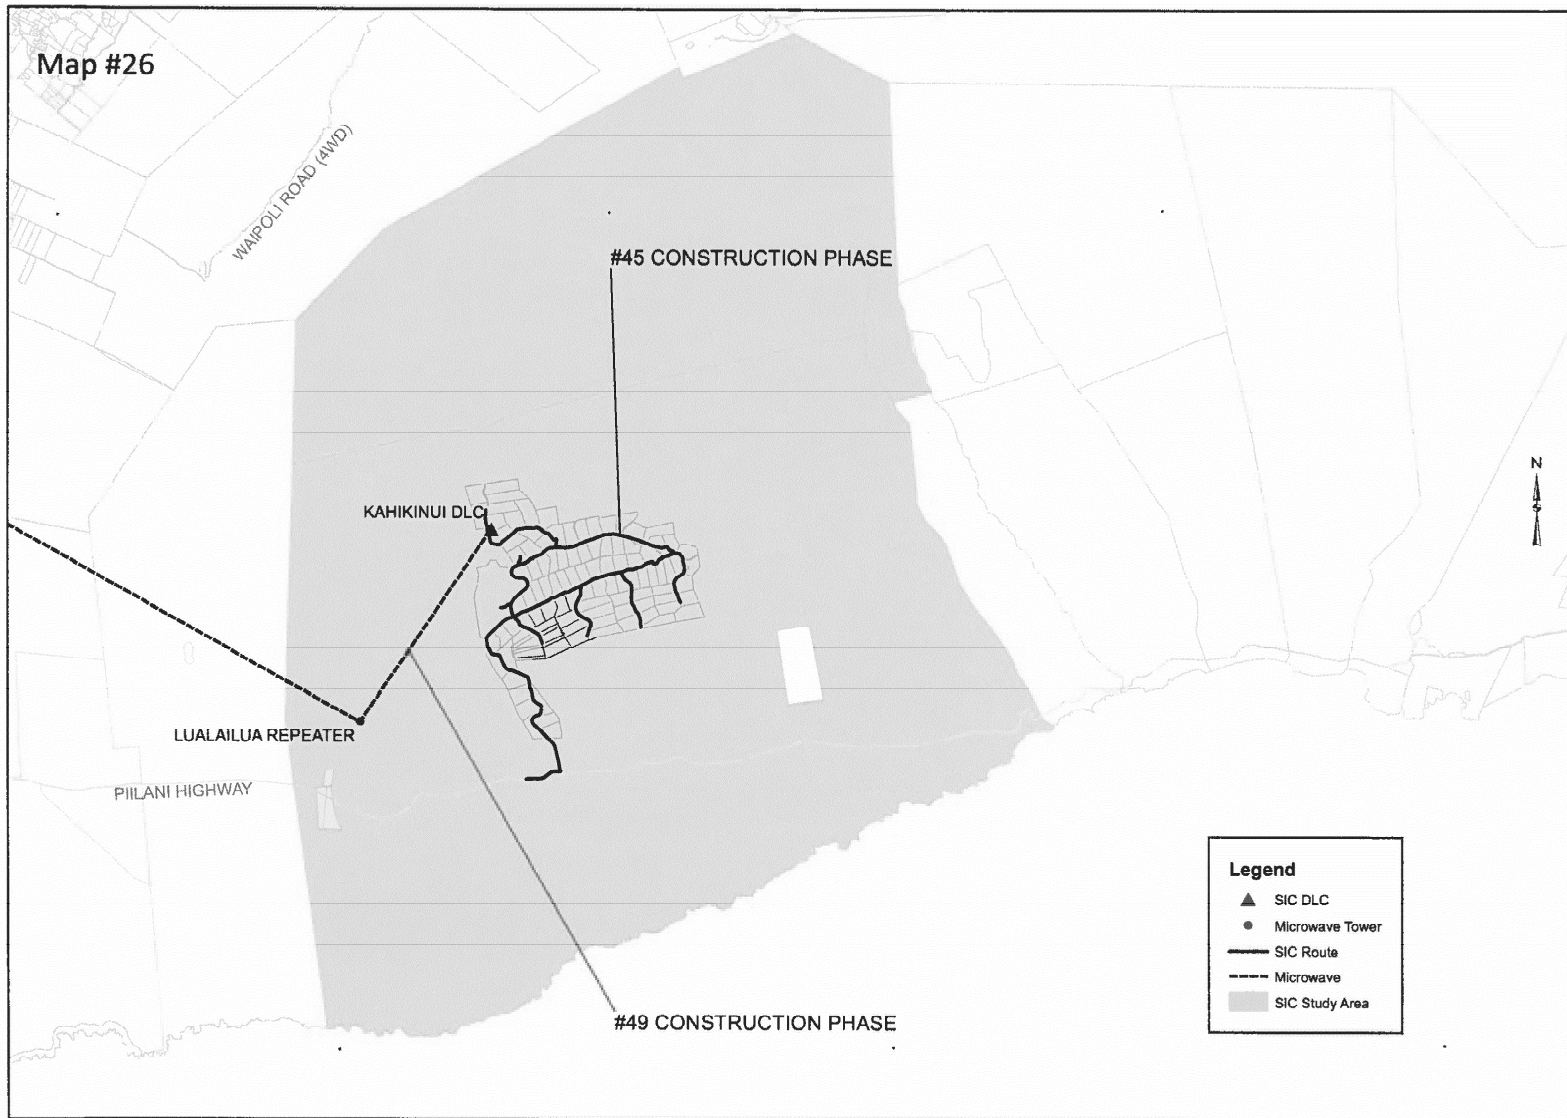 Map #26
WAIPOLI ROAD (4WD)
#45 CONSTRUCTION PHASE
N
KAHIKINUI DLC
LUALAILUA REPEATER
PIILANI HIGHWAY
Legend
SIC DLC
Microwave Tower
SIC Route
Microwave
SIC Study Area
#49 CONSTRUCTION PHASE